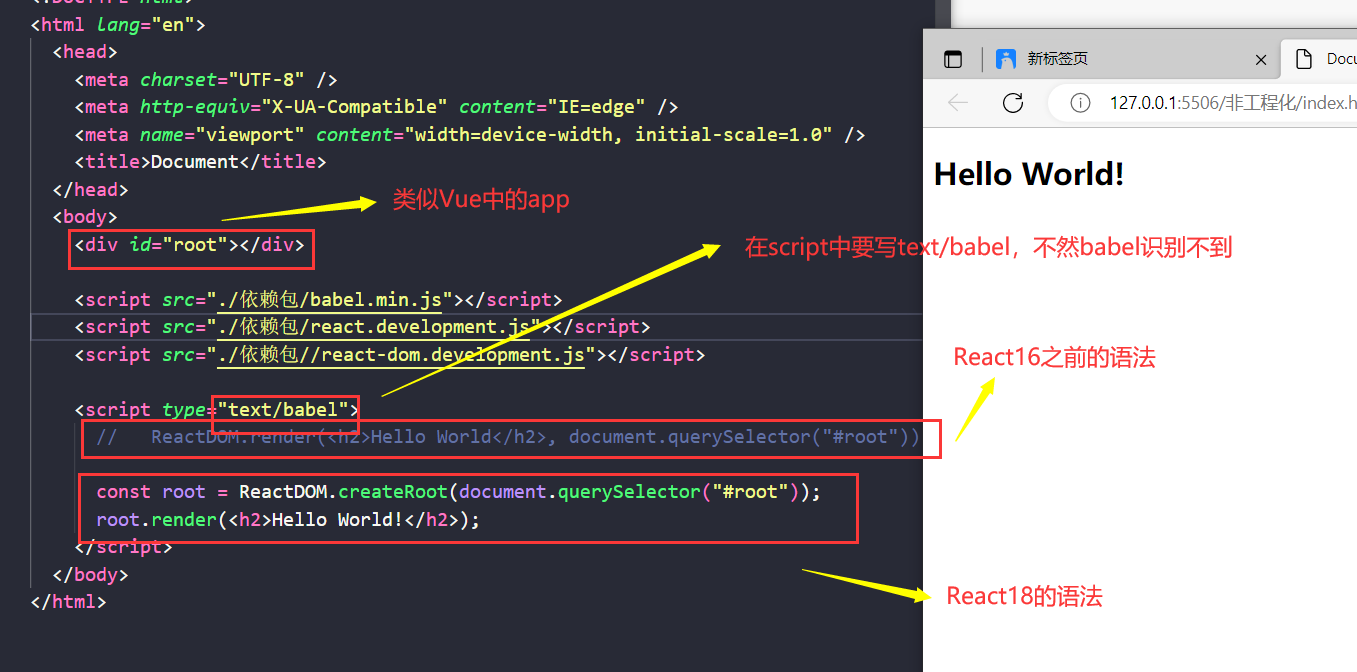 <!DOCTYPE html>
<html lang="en">
<head>
<meta charset="UTF-8" />
<meta http-equiv="X-UA-Compatible" content="IE=edge" />
<meta name="viewport" content="width=device-width, initial-scale=1.0" />
<title>Document</title>
</head>
<body>
<div id="root"></div>
<script src="./依赖包/babel.min.js"></script>
<script src="./依赖包/react.development.js"></script>
<script src="./依赖包//react-dom.development.js"></script>
<script type="text/babel">
// ReactDOM.render(<h2>Hello World</h2>, document.querySelector("#root"))
const root = ReactDOM.createRoot(document.querySelector("#root"));
root.render(<h2>Hello World!</h2>);
</script>
</body>
</html>
类似Vue中的app
在script中要写text/babel，不然babel识别不到
React16之前的语法
React18的语法
新标签页
Docu
127.0.0.1:5506/非工程化/index.h
Hello World!